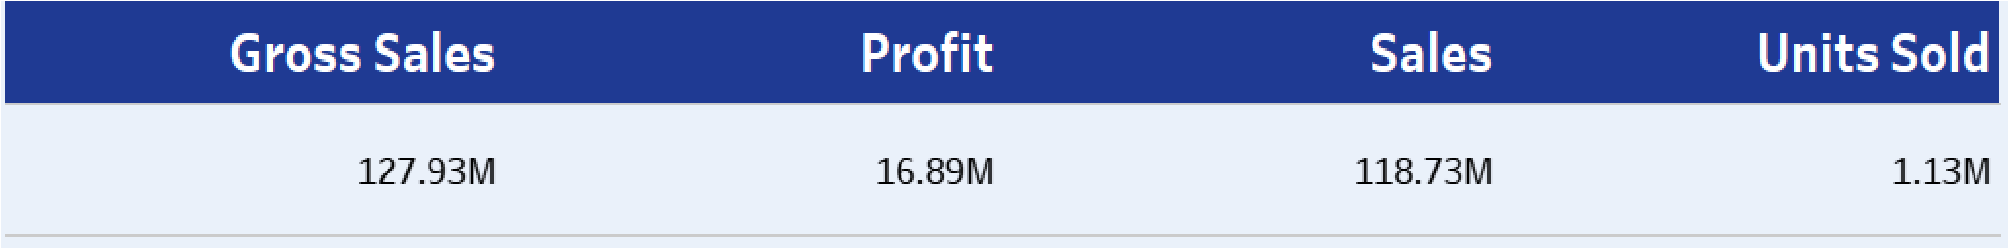 Gross Sales Profit Sales Units Sold
127.93M 16.89M 118.73M 1.13M